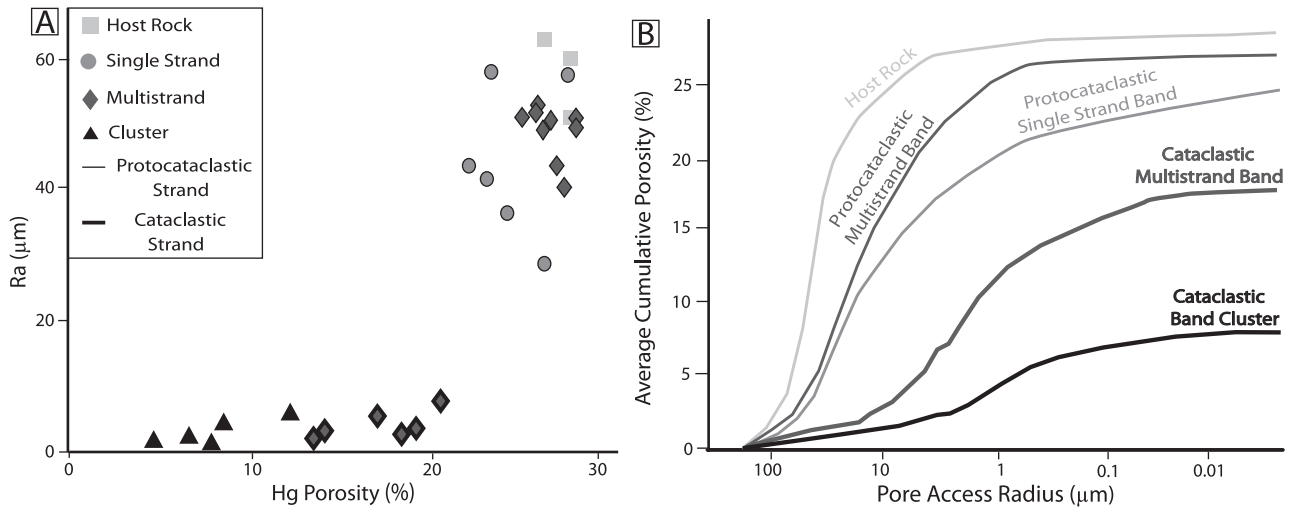 A
Ra (μm)
60
40
20
0
Host Rock
Single Strand
Multistrand
Cluster
Protocataclastic
Strand
Cataclastic
Strand
0
10
20
30
Hg Porosity (%)
B
Average Cumulative Porosity (%)
25
20
15
10
5
0
Host Rock
Protocataclastic
Multistrand Band
Protocataclastic
Single Strand Band
Cataclastic
Multistrand Band
Cataclastic
Band Cluster
100
10
1
0.1
0.01
Pore Access Radius (μm)